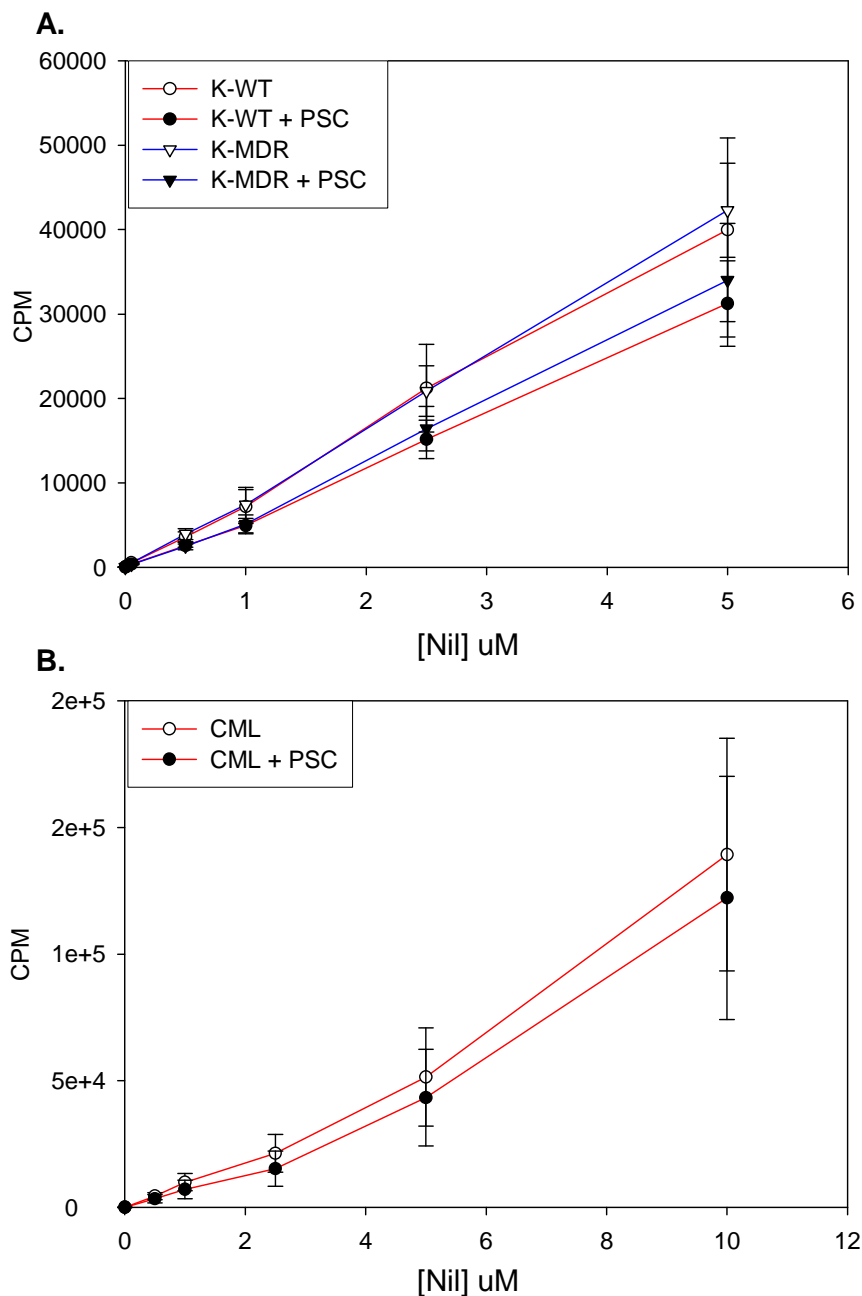 A.
60000
50000
40000
30000
20000
10000
0
CPM
K-WT
K-WT + PSC
K-MDR
K-MDR + PSC
0 1 2 3 4 5 6
[Nil] uM
B.
2e+5
2e+5
1e+5
5e+4
0
CPM
CML
CML + PSC
0 2 4 6 8 10 12
[Nil] uM